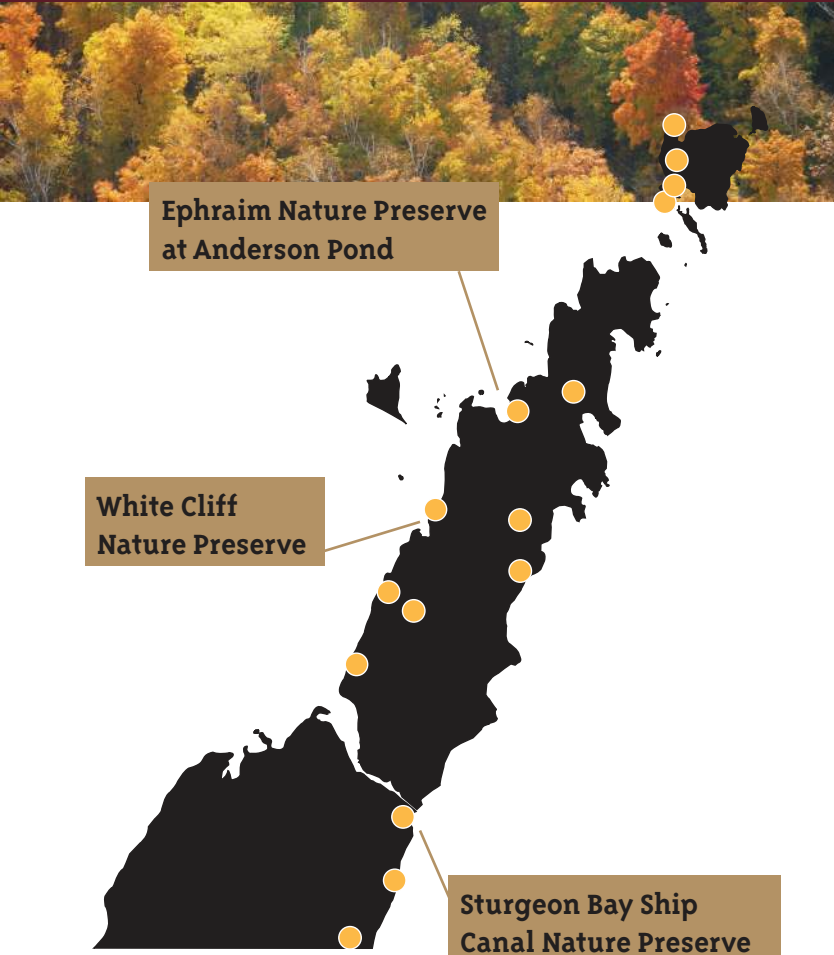 Ephraim Nature Preserve
at Anderson Pond
White Cliff
Nature Preserve
Sturgeon Bay Ship
Canal Nature Preserve